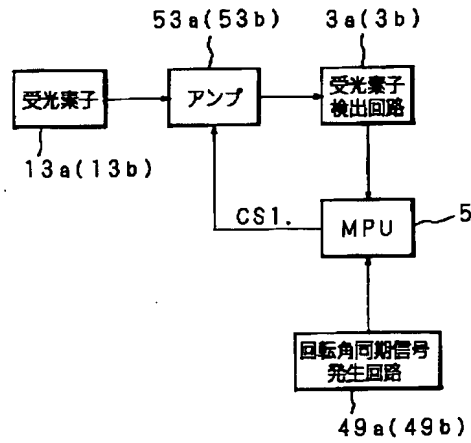 53a(53b)
3a(3b)
受光素子
アンプ
受光素子
検出回路
13a(13b)
CS1.
MPU
5
回転角同期信号
発生回路
49a(49b)